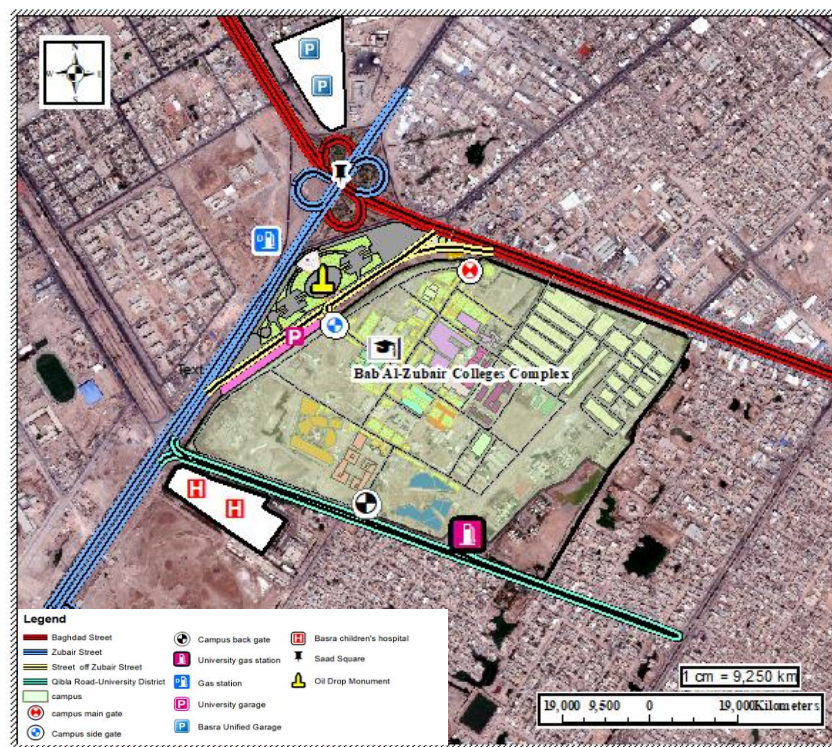 N
W E
S
P
P
D
Text
P
Bab Al-Zubair Colleges Complex
H
H
1 cm = 9,250 km
19,000 9,500 0 19,000 Kilometers
Legend
Baghdad Street
Zubair Street
Street off Zubair Street
Qibla Road-University District
campus
campus main gate
Campus side gate
Campus back gate
University gas station
D
Gas station
P
University garage
P
Basra Unified Garage
H
Basra children's hospital
Saad Square
Oil Drop Monument